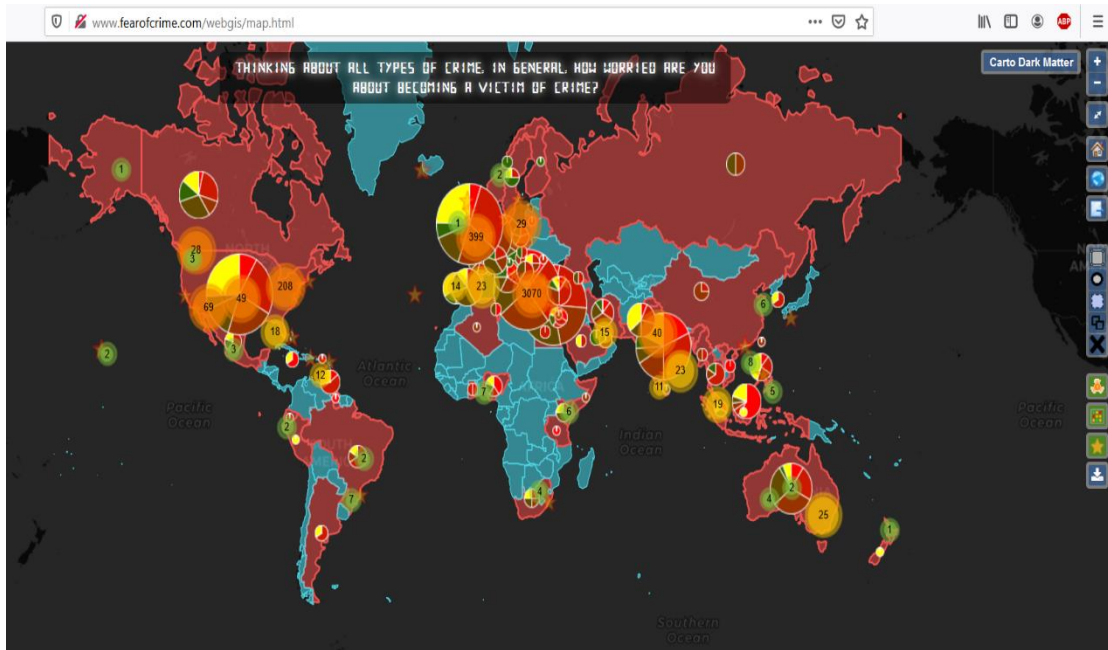 www.fearofcrime.com/webgis/map.html
ABP
THINKING ABOUT ALL TYPES OF CRIME, IN GENERAL, HOW WORRIED ARE YOU
ABOUT BECOMING A VICTIM OF CRIME?
Carto Dark Matter
+
−
1
2
1
29
399
28
3
NORTH
208
49
69
14
23
3070
18
6
40
15
2
3
12
Atlantic
Ocean
23
11
8
Pacific
Ocean
7
6
19
5
Pacific
Ocean
2
Indian
Ocean
SOUTH
2
7
4
2
4
25
1
Southern
Ocean